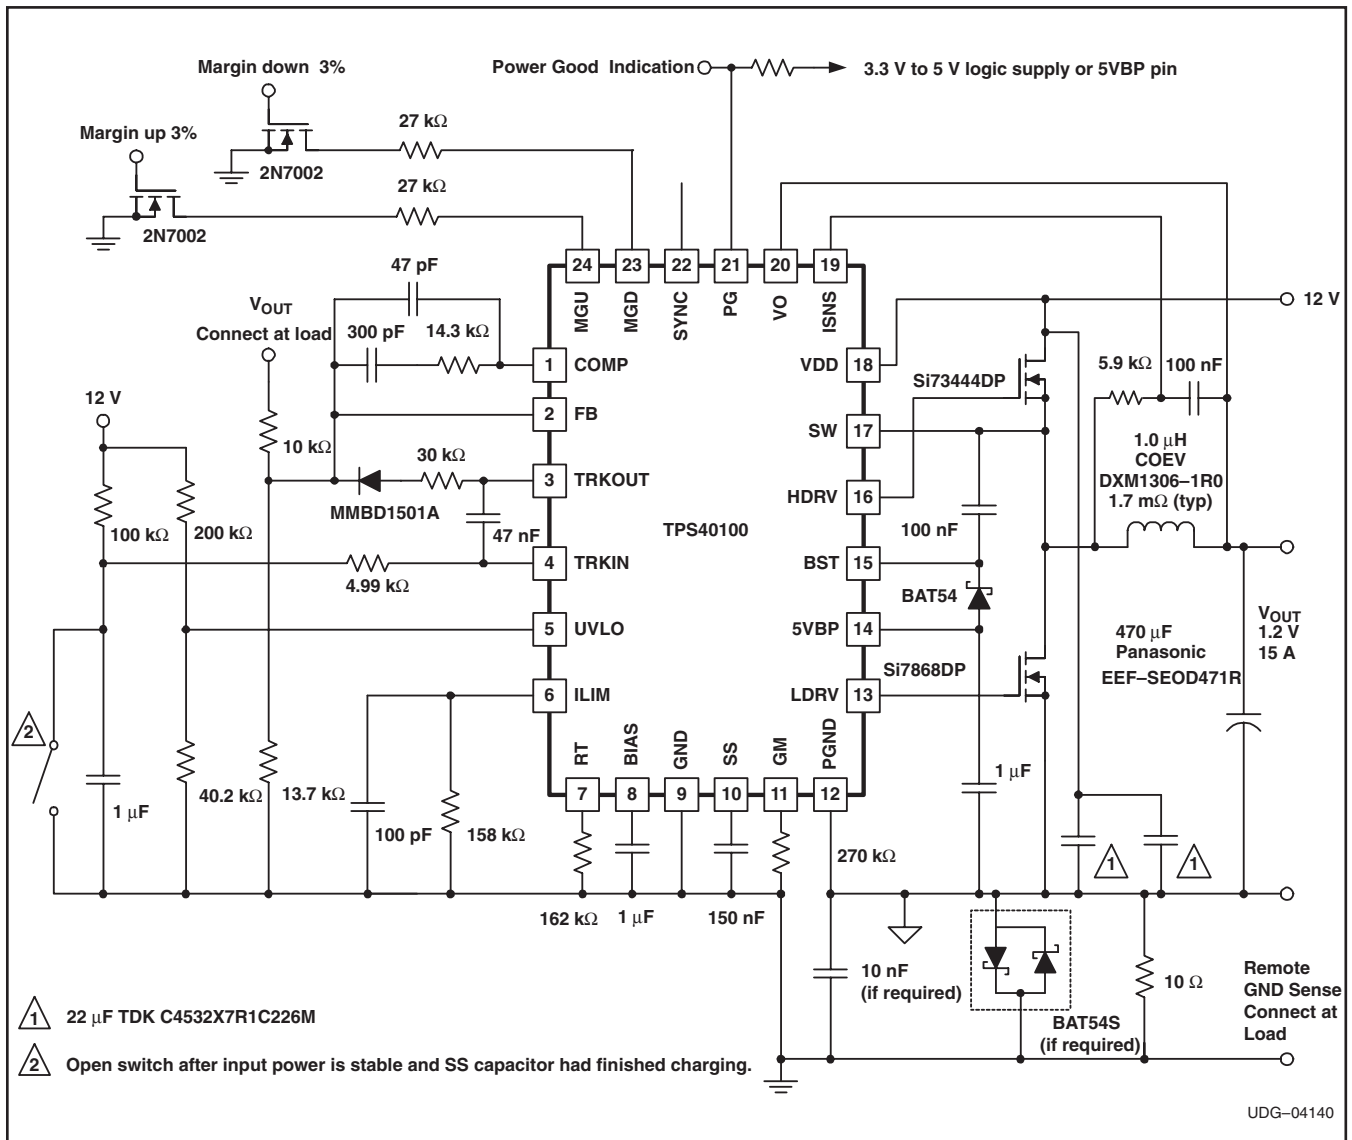 Margin down 3%
Power Good Indication
3.3 V to 5 V logic supply or 5VBP pin
Margin up 3%
27 kΩ
2N7002
27 kΩ
2N7002
24
23
22
21
20
19
MGU
MGD
SYNC
PG
VO
ISNS
47 pF
VOUT
Connect at load
300 pF
14.3 kΩ
1
COMP
VDD
18
12 V
Si73444DP
5.9 kΩ
100 nF
12 V
2
FB
SW
17
10 kΩ
30 kΩ
1.0 µH
COEV
DXM1306–1R0
1.7 mΩ (typ)
3
TRKOUT
HDRV
16
MMBD1501A
100 kΩ
200 kΩ
47 nF
TPS40100
100 nF
4
TRKIN
BST
15
4.99 kΩ
BAT54
5
UVLO
5VBP
14
VOUT
1.2 V
15 A
470 µF
Panasonic
EEF–SEOD471R
Si7868DP
6
ILIM
LDRV
13
2
RT
BIAS
GND
SS
GM
PGND
7
8
9
10
11
12
1 µF
1 µF
40.2 kΩ
13.7 kΩ
100 pF
158 kΩ
270 kΩ
1
1
162 kΩ
1 µF
150 nF
10 nF
(if required)
10 Ω
Remote
GND Sense
Connect at
Load
BAT54S
(if required)
1
22 µF TDK C4532X7R1C226M
2
Open switch after input power is stable and SS capacitor had finished charging.
UDG–04140